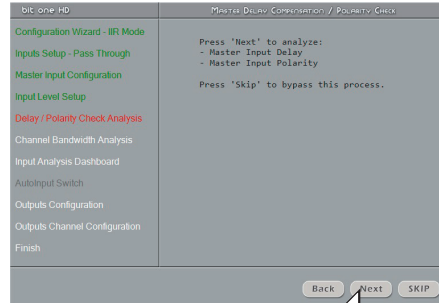 bit one HD
Master Delay Compensation / Polarity Check
Configuration Wizard - IIR Mode
Inputs Setup - Pass Through
Master Input Configuration
Input Level Setup
Delay / Polarity Check Analysis
Channel Bandwidth Analysis
Input Analysis Dashboard
AutoInput Switch
Outputs Configuration
Outputs Channel Configuration
Finish
Press 'Next' to analyze:
- Master Input Delay
- Master Input Polarity
Press 'Skip' to bypass this process.
Back Next SKIP